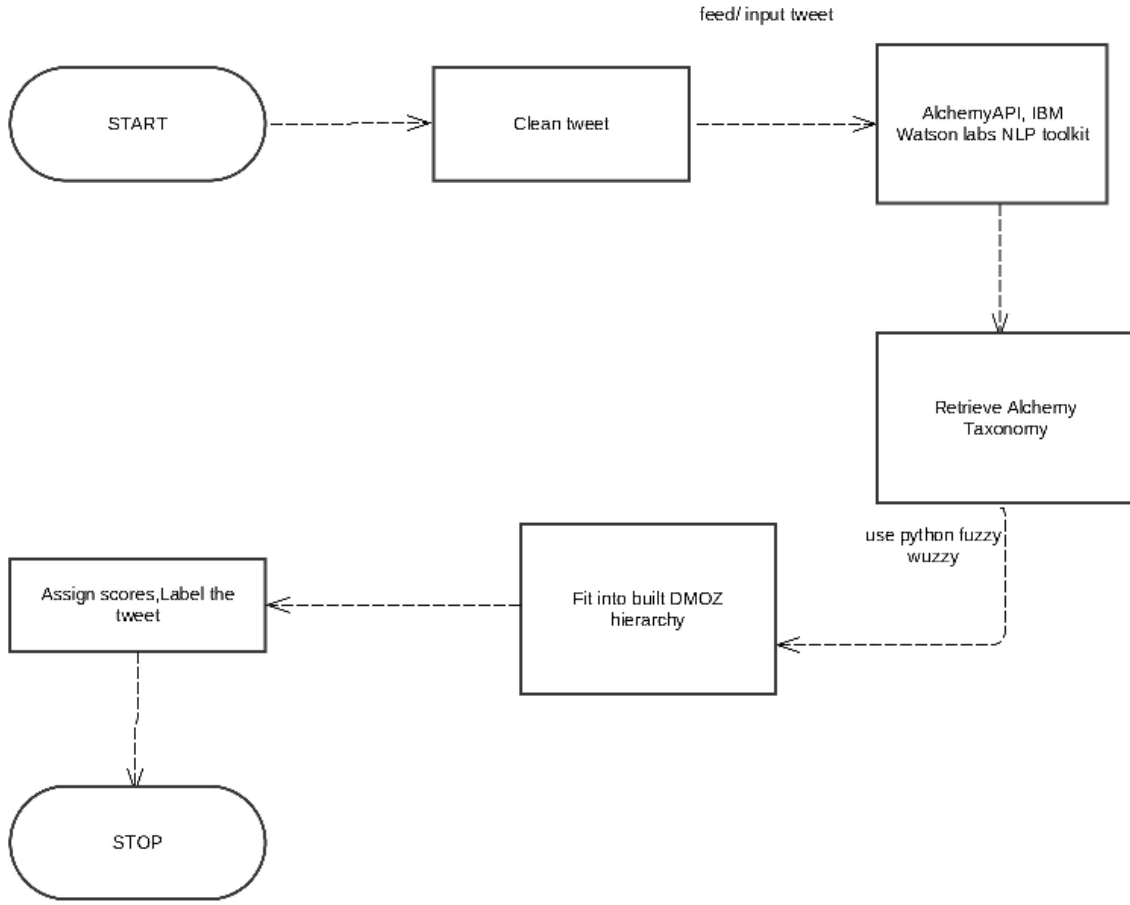 feed/ input tweet
START
Clean tweet
AlchemyAPI, IBM
Watson labs NLP toolkit
Retrieve Alchemy
Taxonomy
use python fuzzy
wuzzy
Fit into built DMOZ
hierarchy
Assign scores,Label the
tweet
STOP